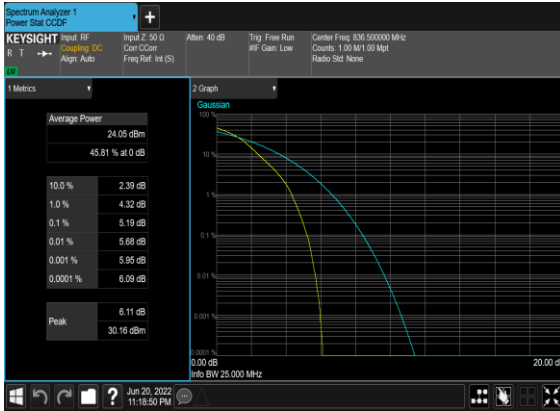 Spectrum Analyzer 1
Power Stat CCDF
+
KEYSIGHT
R T
LXI
Input: RF
Coupling: DC
Align: Auto
Input Z: 50 Ω
Corr CCorr
Freq Ref: Int (S)
Atten: 40 dB
Trig: Free Run
#IF Gain: Low
Center Freq: 836.500000 MHz
Counts: 1.00 M/1.00 Mpt
Radio Std: None
1 Metrics
Average Power
24.05 dBm
45.81 % at 0 dB
10.0 % 2.39 dB
1.0 % 4.32 dB
0.1 % 5.19 dB
0.01 % 5.68 dB
0.001 % 5.95 dB
0.0001 % 6.09 dB
Peak
6.11 dB
30.16 dBm
2 Graph
Gaussian
100 %
10 %
1 %
0.1 %
0.01 %
0.001 %
0.0001 %
0.00 dB
20.00 d
Info BW 25.000 MHz
?
Jun 20, 2022
11:18:50 PM